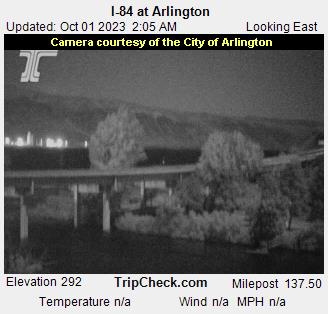 I-84 at Arlington
Updated: Oct 01 2023 2:05 AM Looking East
Camera courtesy of the City of Arlington
Elevation 292 TripCheck.com Milepost 137.50
Temperature n/a Wind n/a MPH n/a